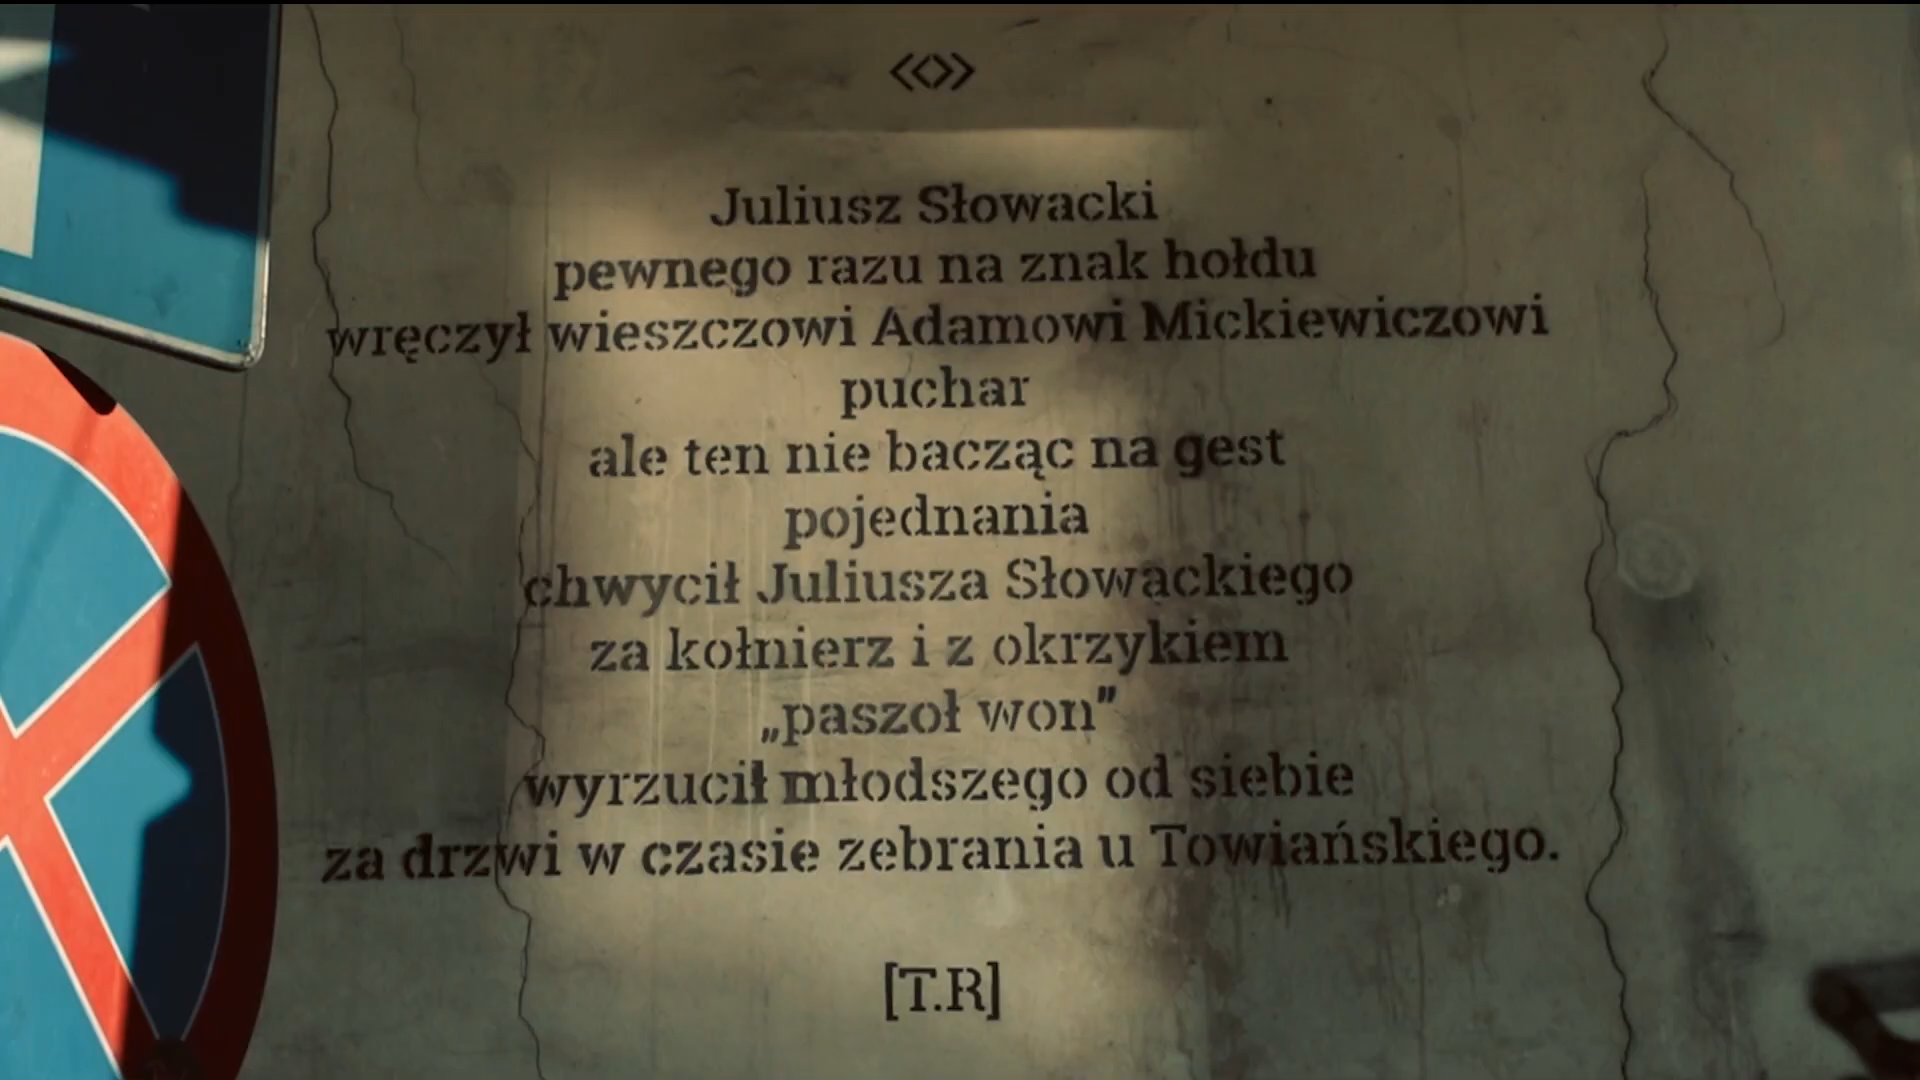 Juliusz Słowacki
pewnego razu na znak hołdu
wręczył wieszczowi Adamowi Mickiewiczowi
puchar
ale ten nie bacząc na gest
pojednania
chwycił Juliusza Słowackiego
za kołnierz i z okrzykiem
„paszoł won”
wyrzucił młodszego od siebie
za drzwi w czasie zebrania u Towiańskiego.
[T.R]